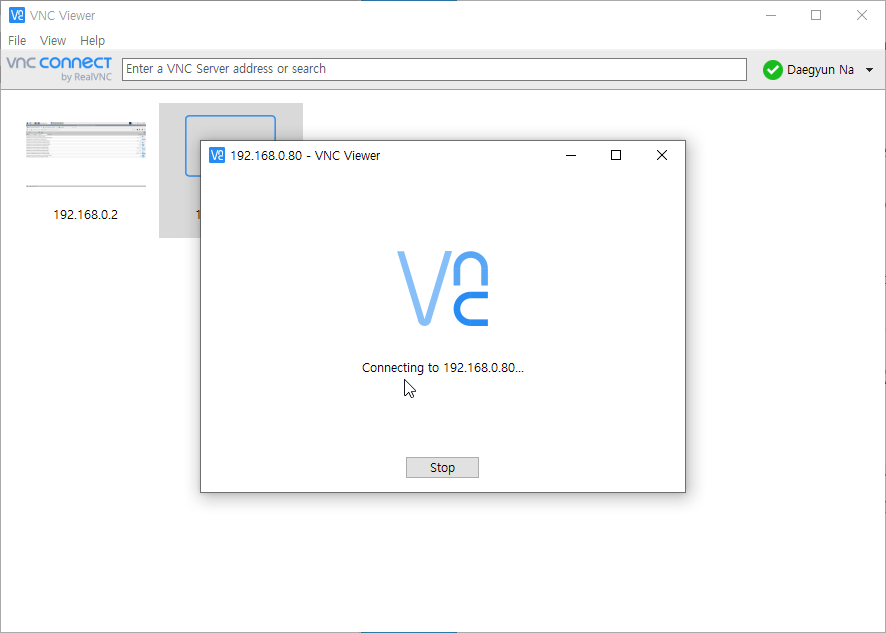 VNC Viewer
File View Help
vnc connect
by RealVNC
Enter a VNC Server address or search
Daegyun Na
192.168.0.2
1
192.168.0.80 - VNC Viewer
Connecting to 192.168.0.80...
Stop